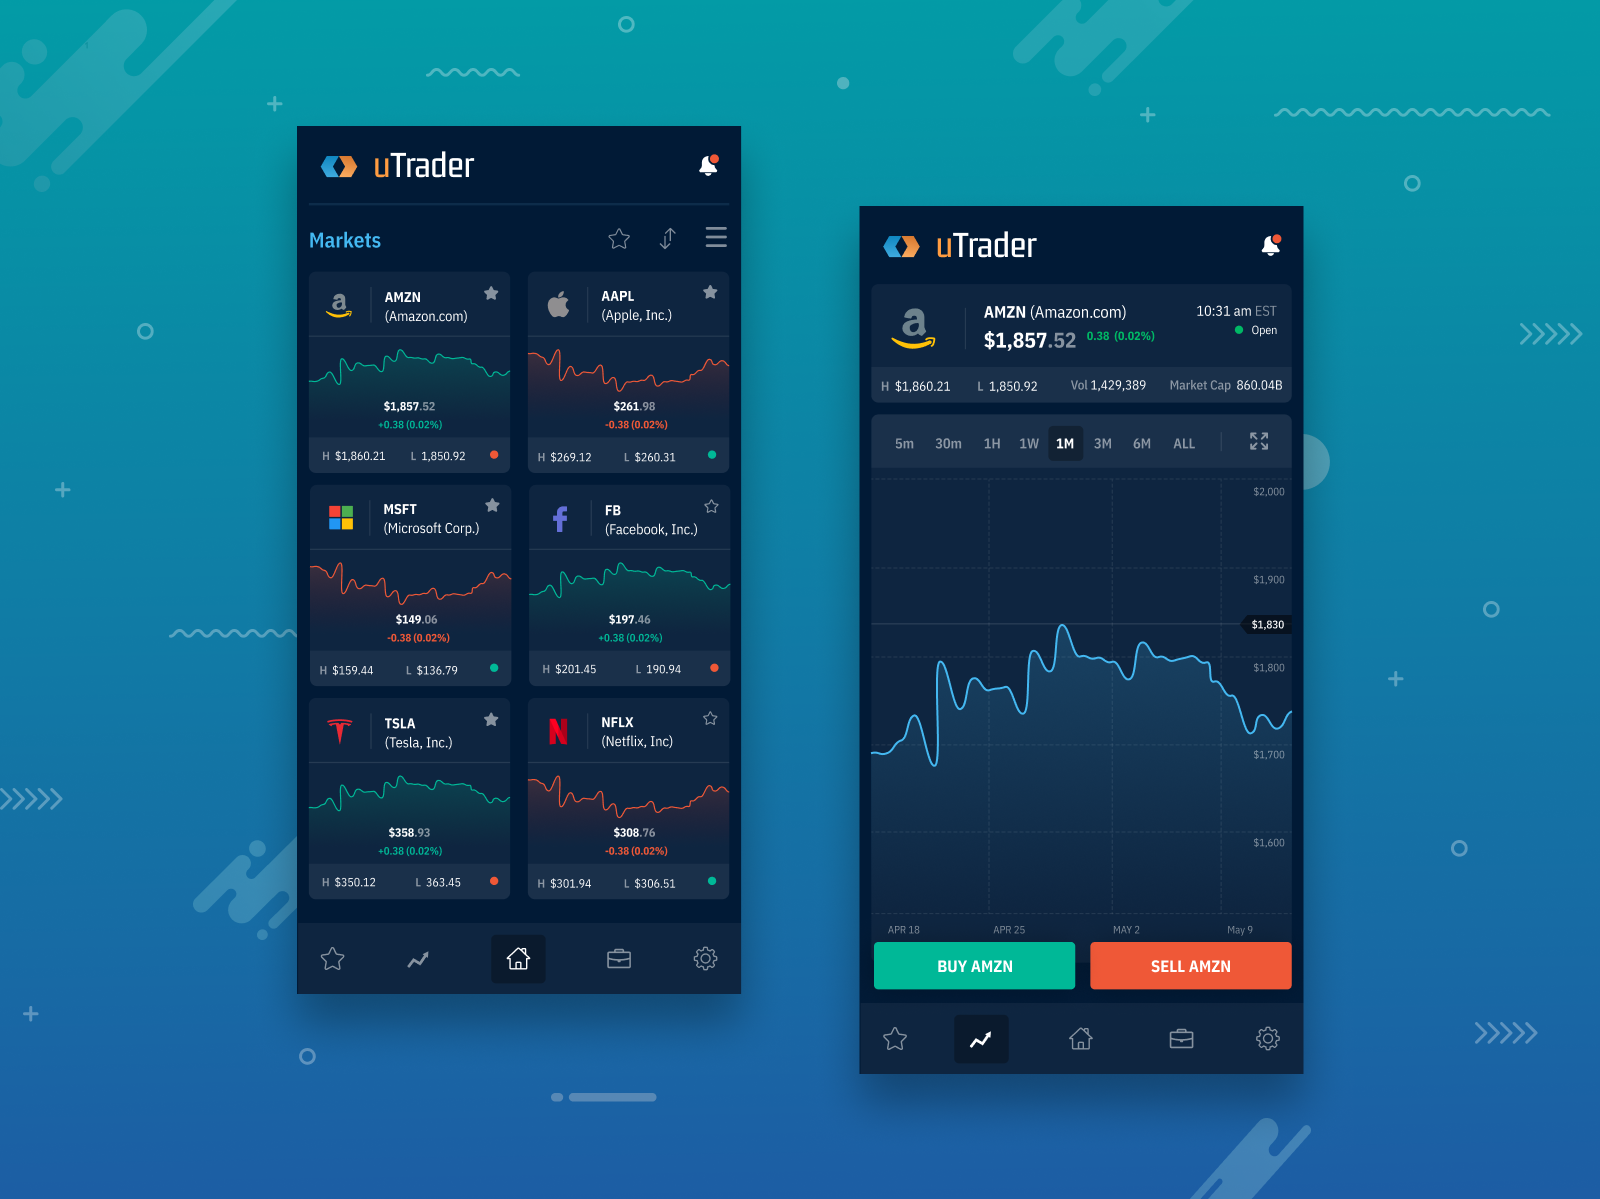 uTrader
Markets
AMZN
(Amazon.com)
$1,857.52
+0.38 (0.02%)
H $1,860.21 L 1,850.92
AAPL
(Apple, Inc.)
$261.98
-0.38 (0.02%)
H $269.12 L $260.31
MSFT
(Microsoft Corp.)
$149.06
-0.38 (0.02%)
H $159.44 L $136.79
FB
(Facebook, Inc.)
$197.46
+0.38 (0.02%)
H $201.45 L 190.94
TSLA
(Tesla, Inc.)
$358.93
+0.38 (0.02%)
H $350.12 L 363.45
NFLX
(Netflix, Inc)
$308.76
-0.38 (0.02%)
H $301.94 L $306.51
uTrader
AMZN (Amazon.com)
$1,857.52 0.38 (0.02%)
10:31 am EST
Open
H $1,860.21 L 1,850.92 Vol 1,429,389 Market Cap 860.04B
5m 30m 1H 1W 1M 3M 6M ALL
$2,000
$1,900
$1,830
$1,800
$1,700
$1,600
APR 18 APR 25 MAY 2 May 9
BUY AMZN SELL AMZN